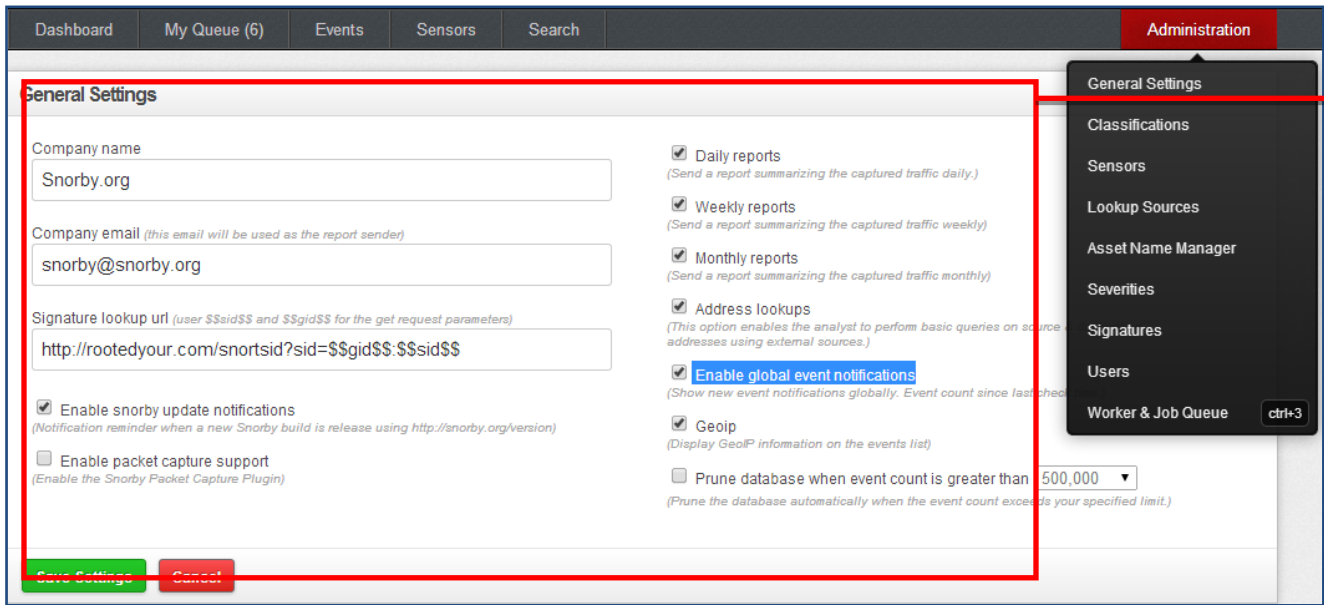 Dashboard My Queue (6) Events Sensors Search Administration
General Settings
Company name
Snorby.org
Company email (this email will be used as the report sender)
snorby@snorby.org
Signature lookup url (user $$sid$$ and $$gid$$ for the get request parameters)
http://rootedyour.com/snortsid?sid=$$gid$$:$$sid$$
Enable snorby update notifications
(Notification reminder when a new Snorby build is release using http://snorby.org/version)
Enable packet capture support
(Enable the Snorby Packet Capture Plugin)
Daily reports
(Send a report summarizing the captured traffic daily.)
Weekly reports
(Send a report summarizing the captured traffic weekly)
Monthly reports
(Send a report summarizing the captured traffic monthly)
Address lookups
(This option enables the analyst to perform basic queries on source
addresses using external sources.)
Enable global event notifications
(Show new event notifications globally. Event count since last check
Geoip
(Display GeoIP information on the events list)
Prune database when event count is greater than 500,000
(Prune the database automatically when the event count exceeds your specified limit.)
Save Settings Cancel
General Settings
Classifications
Sensors
Lookup Sources
Asset Name Manager
Severities
Signatures
Users
Worker & Job Queue ctrl+3